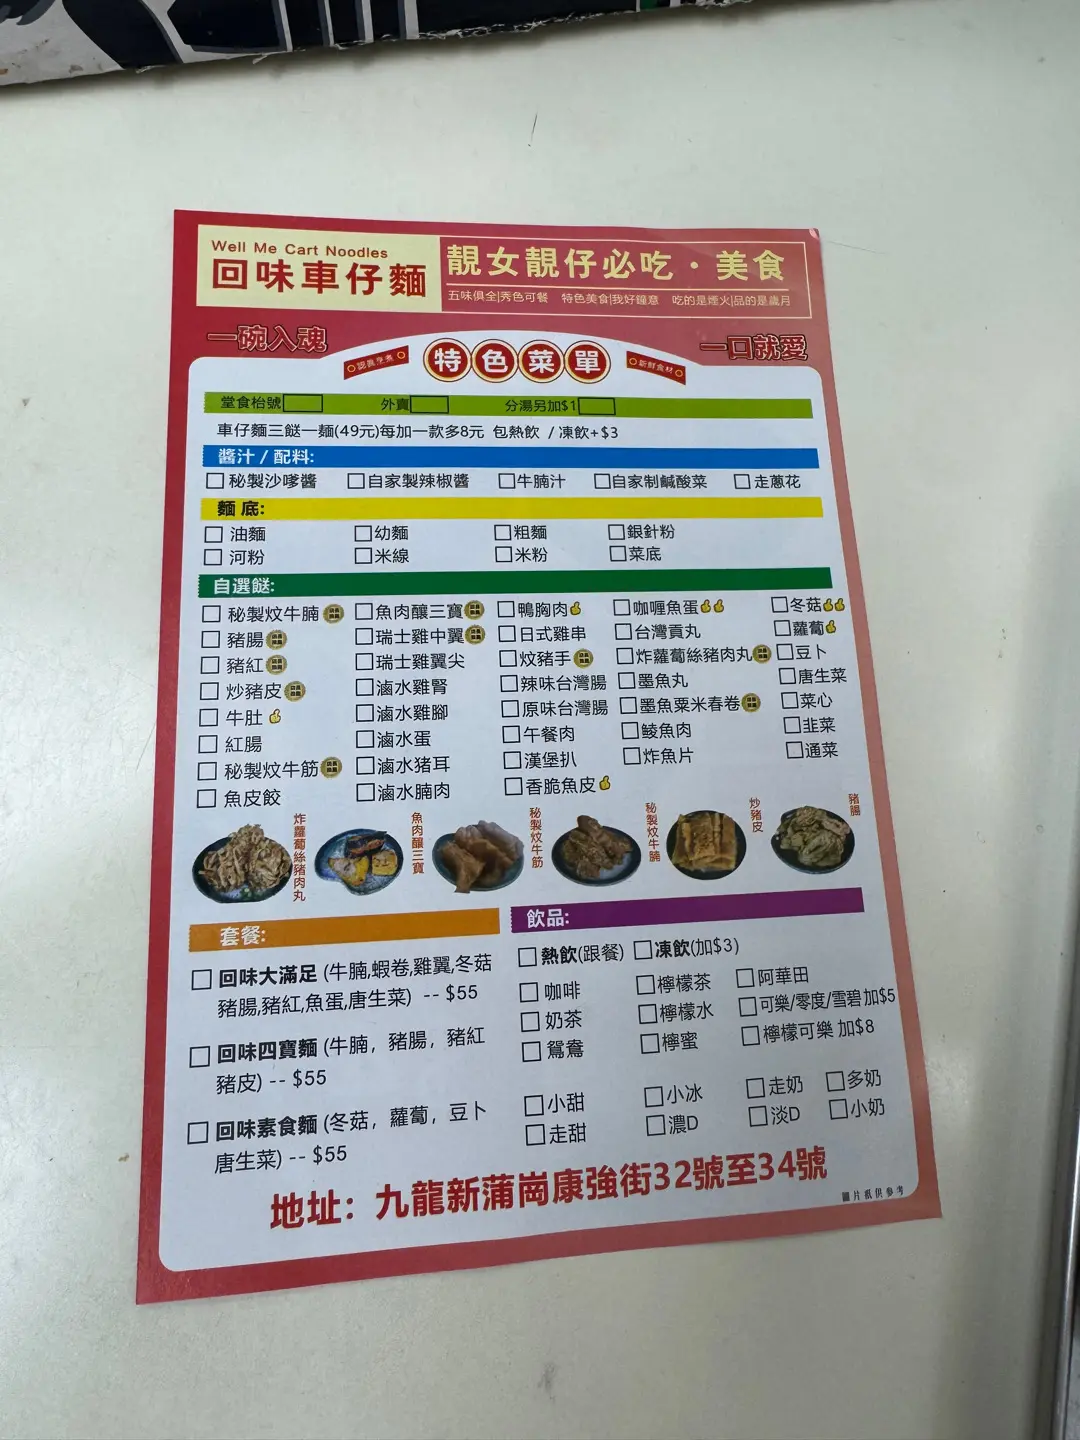 Well Me Cart Noodles
回味車仔麵
靚女靚仔必吃·美食
五味俱全|秀色可餐 特色美食|我好鐘意 吃的是煙火|品的是歲月
一碗入魂
一口就愛
認真烹煮
特色菜單
新鮮食材
堂食枱號 外賣 分湯另加$1
車仔麵三餸一麵(49元)每加一款多8元 包熱飲 / 凍飲+$3
醬汁 / 配料:
秘製沙嗲醬 自家製辣椒醬 牛腩汁 自家制鹹酸菜 走蔥花
麵 底:
油麵 幼麵 粗麵 銀針粉
河粉 米線 米粉 菜底
自選餸:
秘製炆牛腩 魚肉釀三寶 鴨胸肉 咖喱魚蛋 冬菇
豬腸 瑞士雞中翼 日式雞串 台灣貢丸 蘿蔔
豬紅 瑞士雞翼尖 炆豬手 炸蘿蔔絲豬肉丸 豆卜
炒豬皮 滷水雞腎 辣味台灣腸 墨魚丸 唐生菜
牛肚 滷水雞腳 原味台灣腸 墨魚粟米春卷 菜心
紅腸 滷水蛋 午餐肉 鯪魚肉 韭菜
秘製炆牛筋 滷水猪耳 漢堡扒 炸魚片 通菜
魚皮餃 滷水腩肉 香脆魚皮
炸蘿蔔絲豬肉丸
魚肉釀三寶
秘製炆牛筋
秘製炆牛腩
炒豬皮
豬腸
套餐:
回味大滿足 (牛腩,蝦卷,雞翼,冬菇
豬腸,豬紅,魚蛋,唐生菜) -- $55
回味四寶麵 (牛腩，豬腸，豬紅
豬皮) -- $55
回味素食麵 (冬菇，蘿蔔，豆卜
唐生菜) -- $55
飲品:
熱飲(跟餐) 凍飲(加$3)
咖啡 檸檬茶 阿華田
奶茶 檸檬水 可樂/零度/雪碧加$5
鴛鴦 檸蜜 檸檬可樂 加$8
小甜 小冰 走奶 多奶
走甜 濃D 淡D 小奶
地址：九龍新蒲崗康強街32號至34號
圖片祇供參考